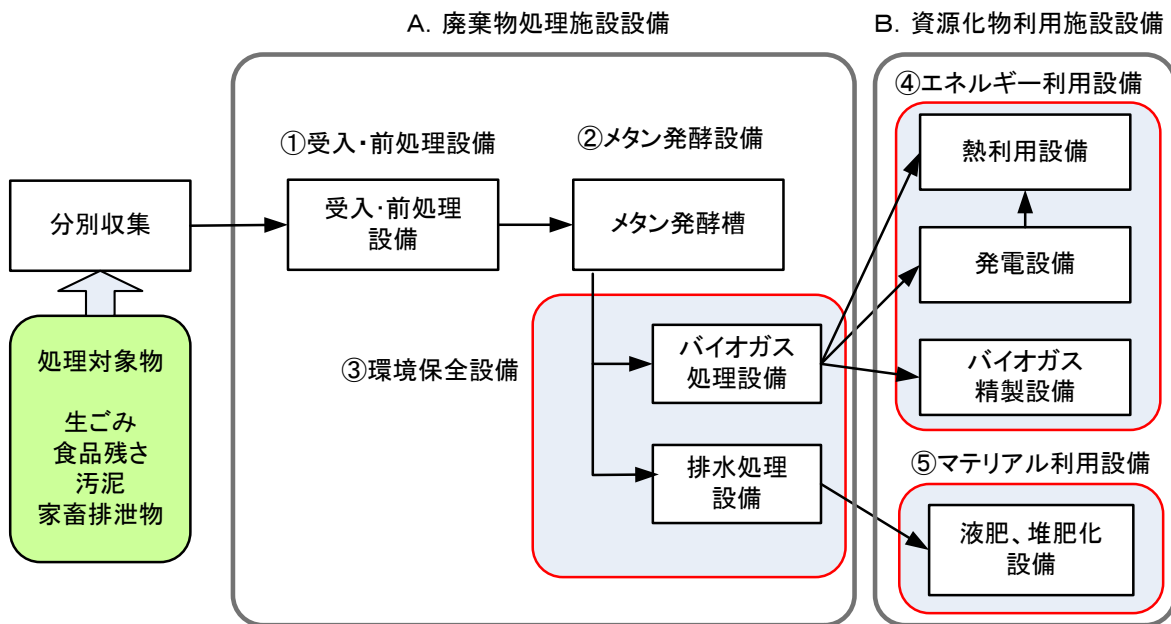 A．廃棄物処理施設設備
B．資源化物利用施設設備
④エネルギー利用設備
①受入・前処理設備
②メタン発酵設備
熱利用設備
分別収集
受入・前処理
設備
メタン発酵槽
発電設備
処理対象物
生ごみ
食品残さ
汚泥
家畜排泄物
③環境保全設備
バイオガス
処理設備
バイオガス
精製設備
排水処理
設備
⑤マテリアル利用設備
液肥、堆肥化
設備